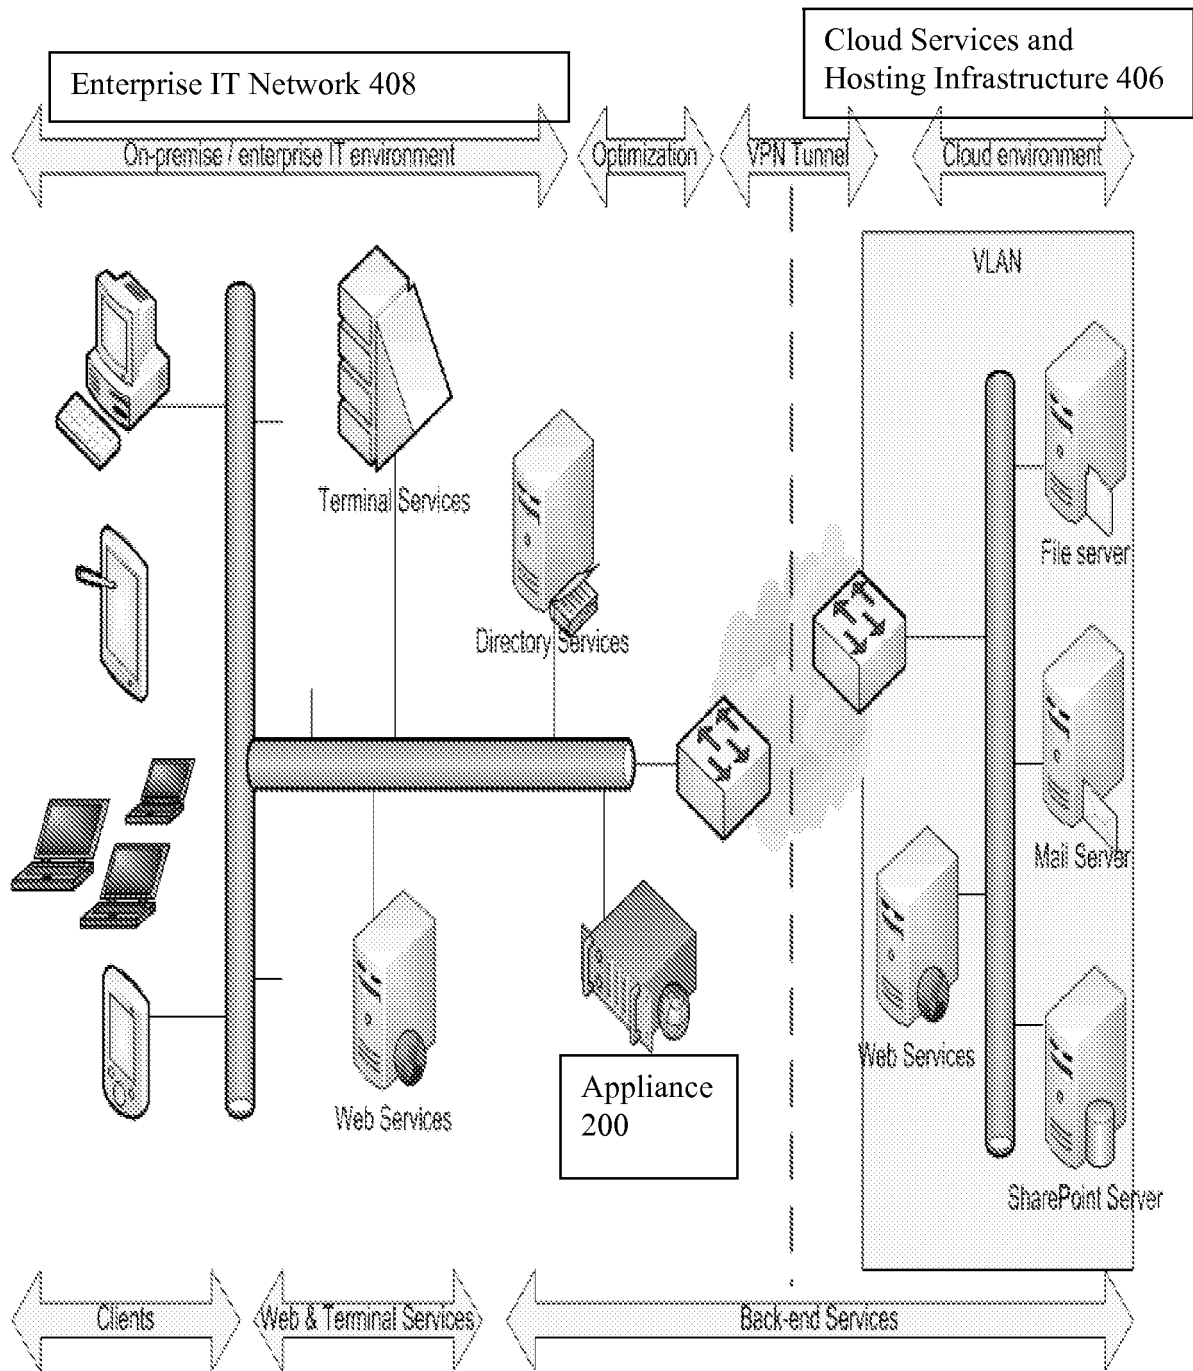 Enterprise IT Network 408
Cloud Services and
Hosting Infrastructure 406
On-premise / enterprise IT environment
Optimization
VPN Tunnel
Cloud environment
VLAN
Terminal Services
File server
Directory Services
Mail Server
Web Services
Appliance
200
Web Services
SharePoint Server
Clients
Web & Terminal Services
Back-end Services